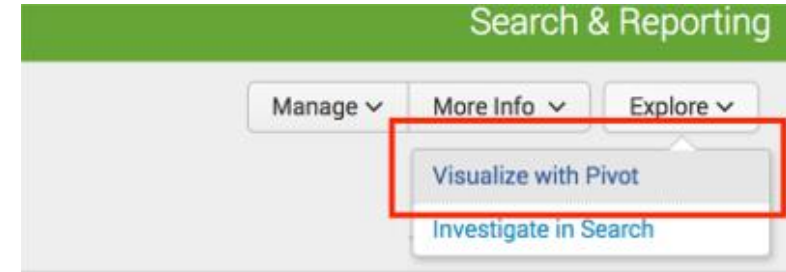 Search & Reporting
Manage More Info Explore
Visualize with Pivot
Investigate in Search